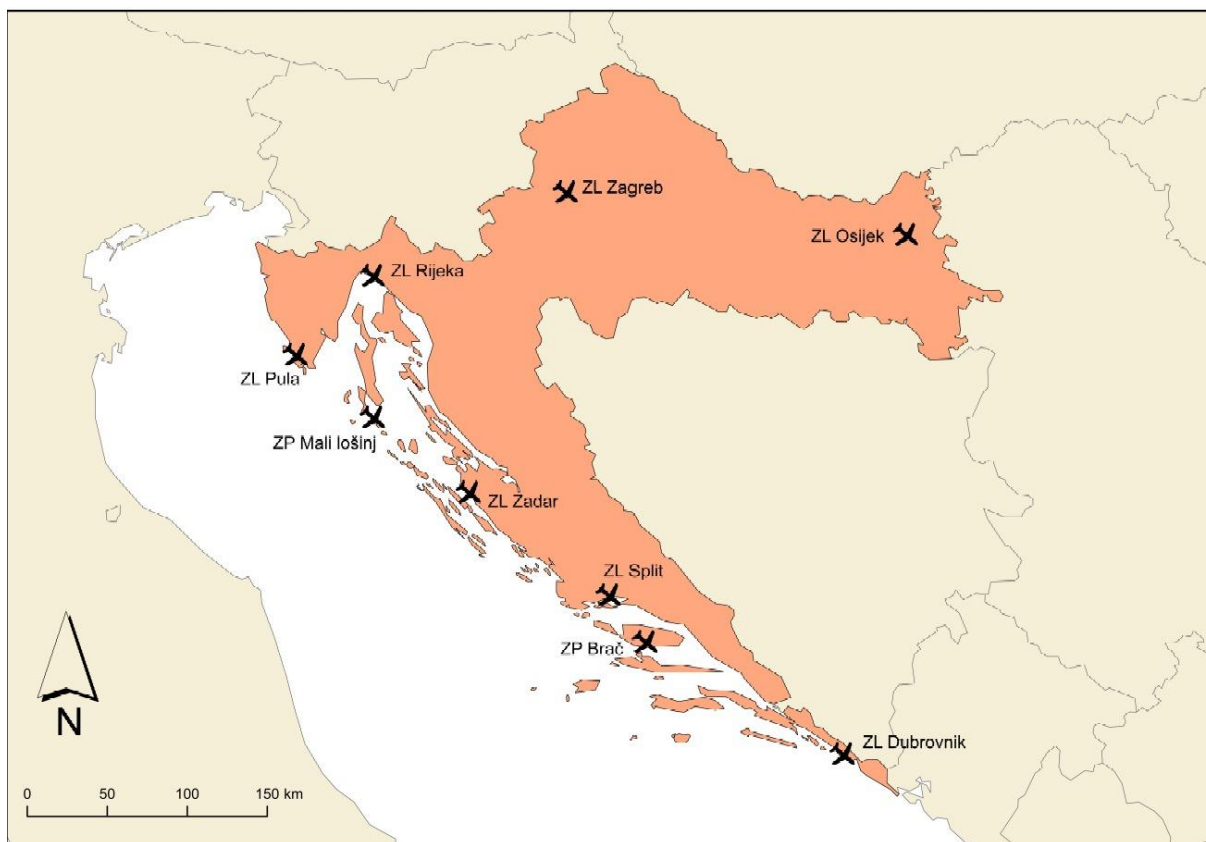 ZL Zagreb
ZL Osijek
ZL Rijeka
ZL Pula
ZP Mali lošinj
ZL Zadar
ZL Split
ZP Brač
ZL Dubrovnik
N
0 50 100 150 km